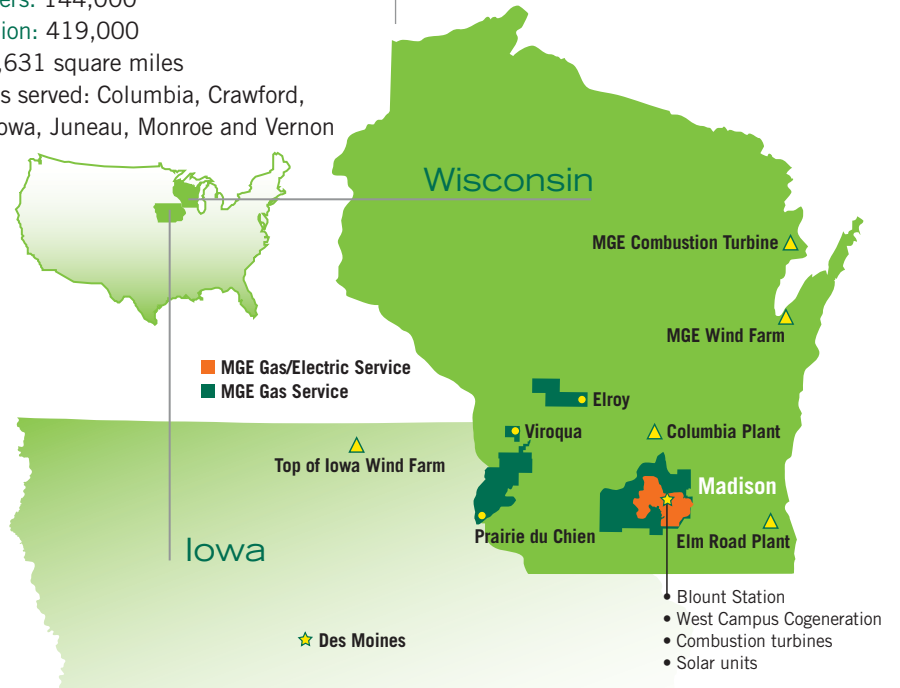 ers: 144,000
ion: 419,000
,631 square miles
s served: Columbia, Crawford,
owa, Juneau, Monroe and Vernon
Wisconsin
MGE Combustion Turbine
MGE Wind Farm
MGE Gas/Electric Service
MGE Gas Service
Elroy
Viroqua
Columbia Plant
Top of Iowa Wind Farm
Madison
Prairie du Chien
Elm Road Plant
Iowa
• Blount Station
• West Campus Cogeneration
• Combustion turbines
• Solar units
Des Moines